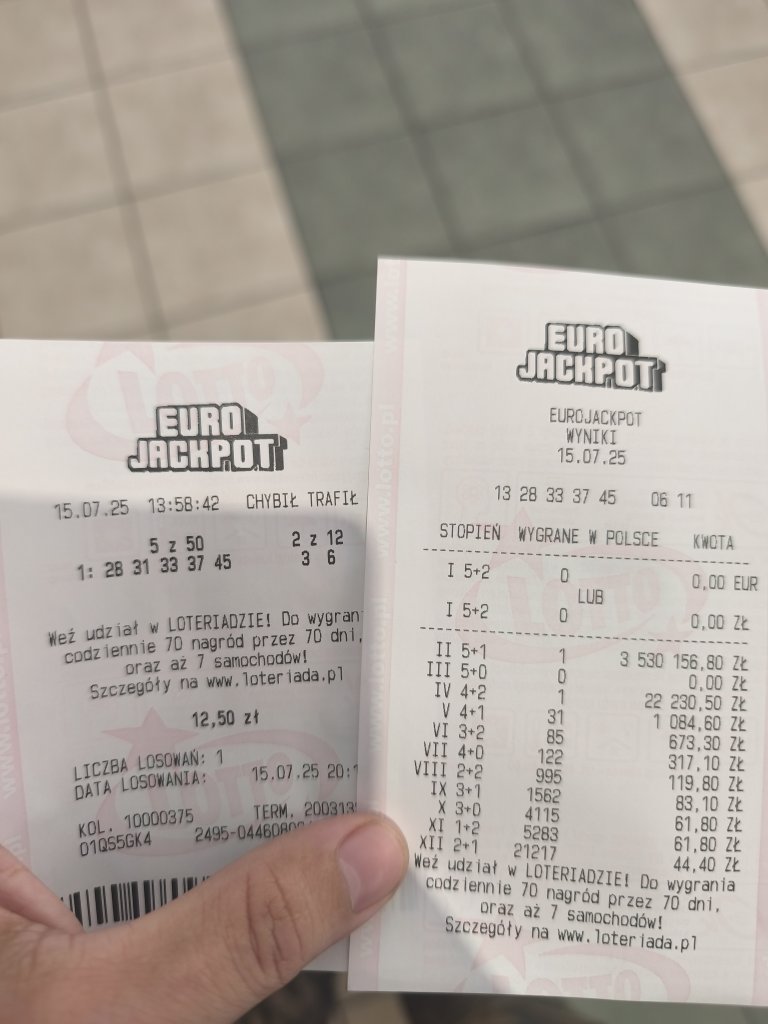 EURO
JACKPOT
15.07.25 13:58:42 CHYBIŁ TRAFIŁ
5 z 50 2 z 12
1: 28 31 33 37 45 3 6
Weź udział w LOTERIADZIE! Do wygran
codziennie 70 nagród przez 70 dni,
oraz aż 7 samochodów!
Szczegóły na www.loteriada.pl
12,50 zł
LICZBA LOSOWAŃ: 1
DATA LOSOWANIA: 15.07.25 20:1
KOL. 10000375 TERM. 200313
O1QS5GK4
EURO
JACKPOT
EUROJACKPOT
WYNIKI
15.07.25
13 28 33 37 45 06 11
STOPIEŃ WYGRANE W POLSCE KWOTA
I 5+2 0 0,00 EUR
LUB
I 5+2 0 0,00 ZŁ
II 5+1 1 3 530 156,80 ZŁ
III 5+0 0 0,00 ZŁ
IV 4+2 1 22 230,50 ZŁ
V 4+1 31 1 084,60 ZŁ
VI 3+2 85 673,30 ZŁ
VII 4+0 122 317,10 ZŁ
VIII 2+2 995 119,80 ZŁ
IX 3+1 1562 83,10 ZŁ
X 3+0 4115 61,80 ZŁ
XI 1+2 5283 61,80 ZŁ
XII 2+1 21217 44,40 ZŁ
Weź udział w LOTERIADZIE! Do wygrania
codziennie 70 nagród przez 70 dni,
oraz aż 7 samochodów!
Szczegóły na www.loteriada.pl